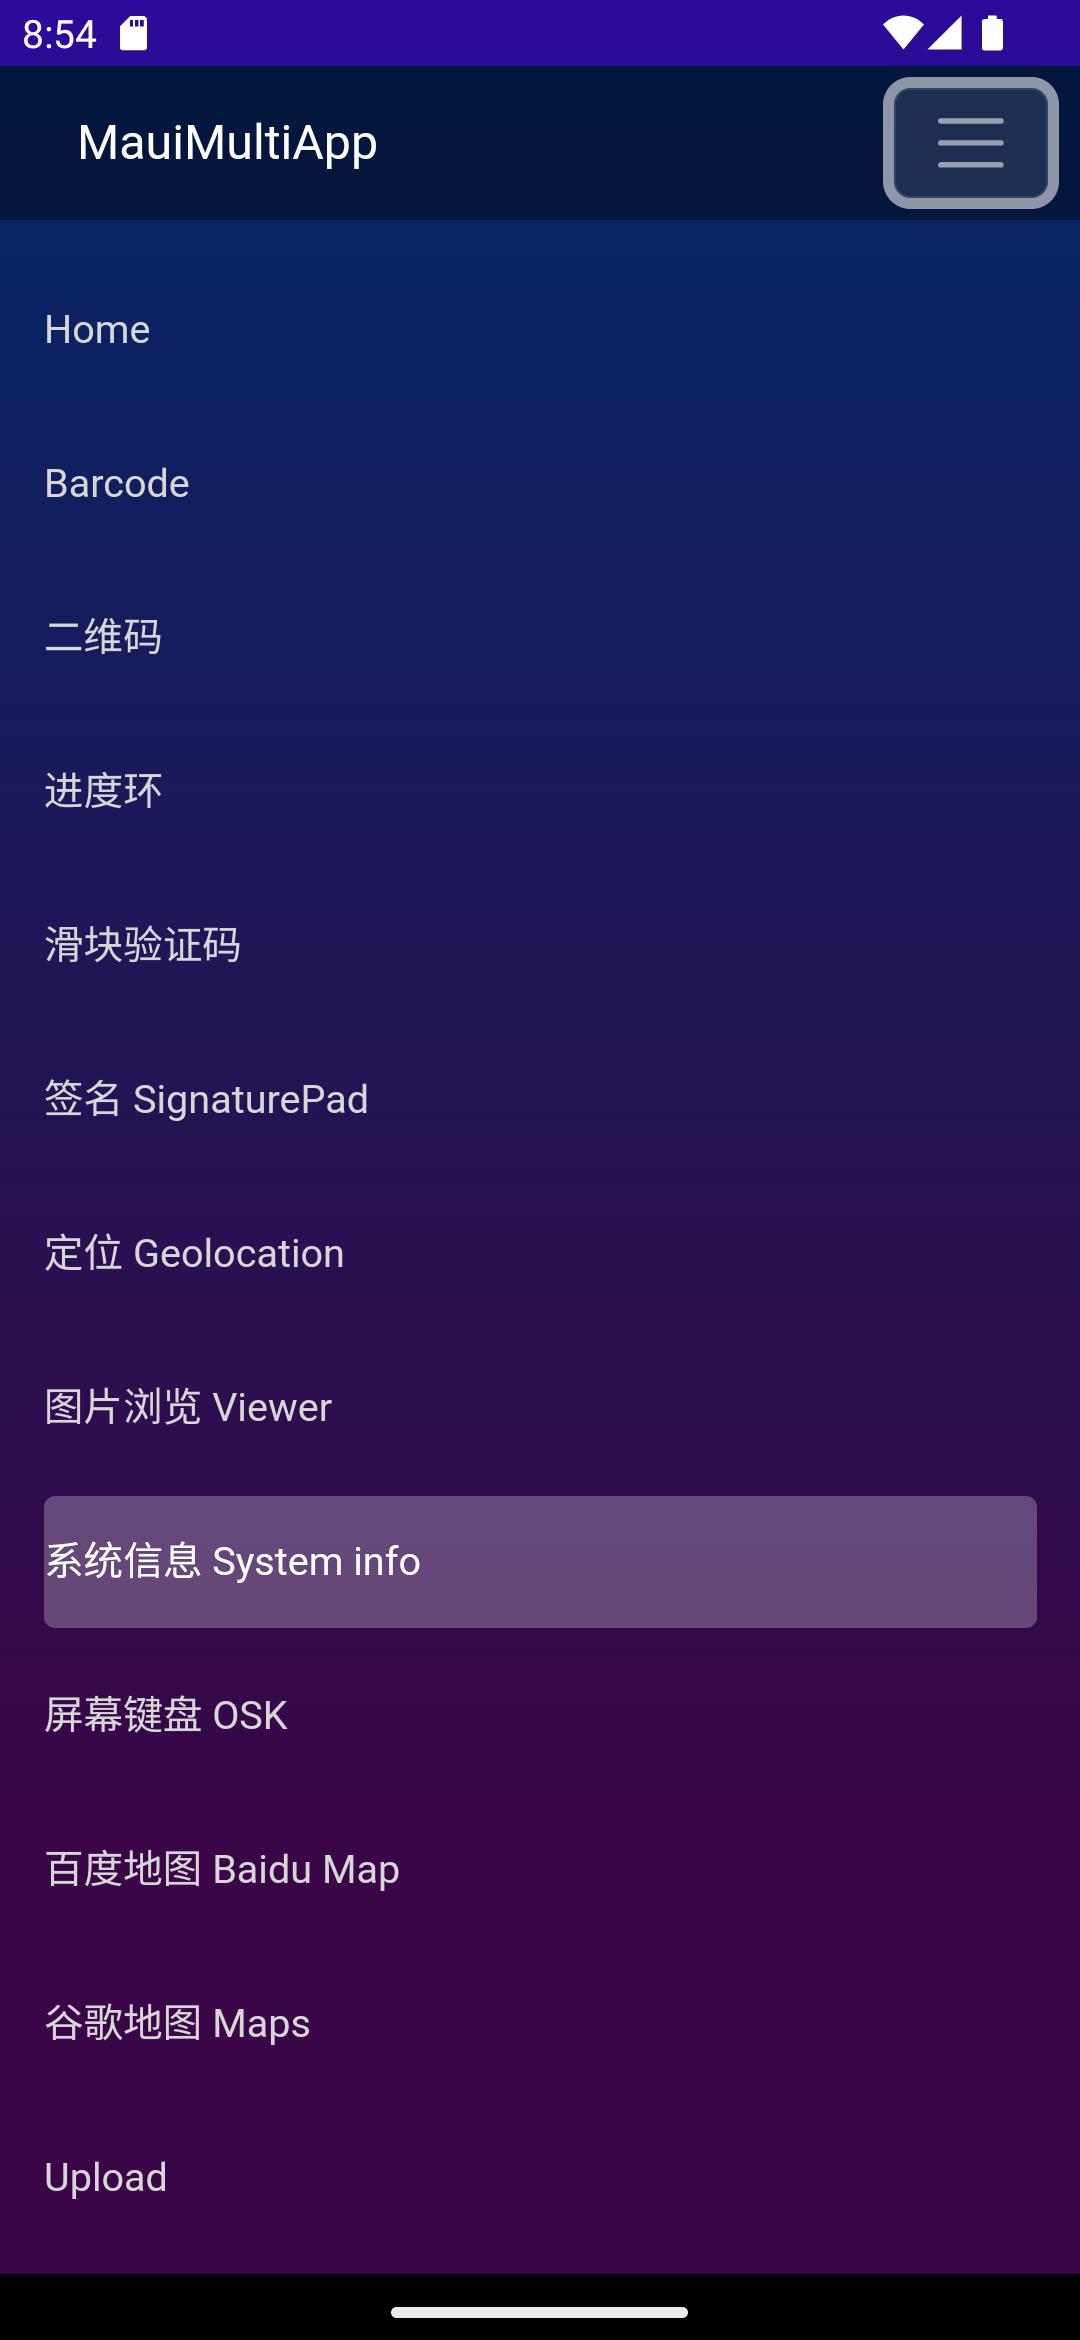 8:54
MauiMultiApp
Home
Barcode
二维码
进度环
滑块验证码
签名 SignaturePad
定位 Geolocation
图片浏览 Viewer
系统信息 System info
屏幕键盘 OSK
百度地图 Baidu Map
谷歌地图 Maps
Upload